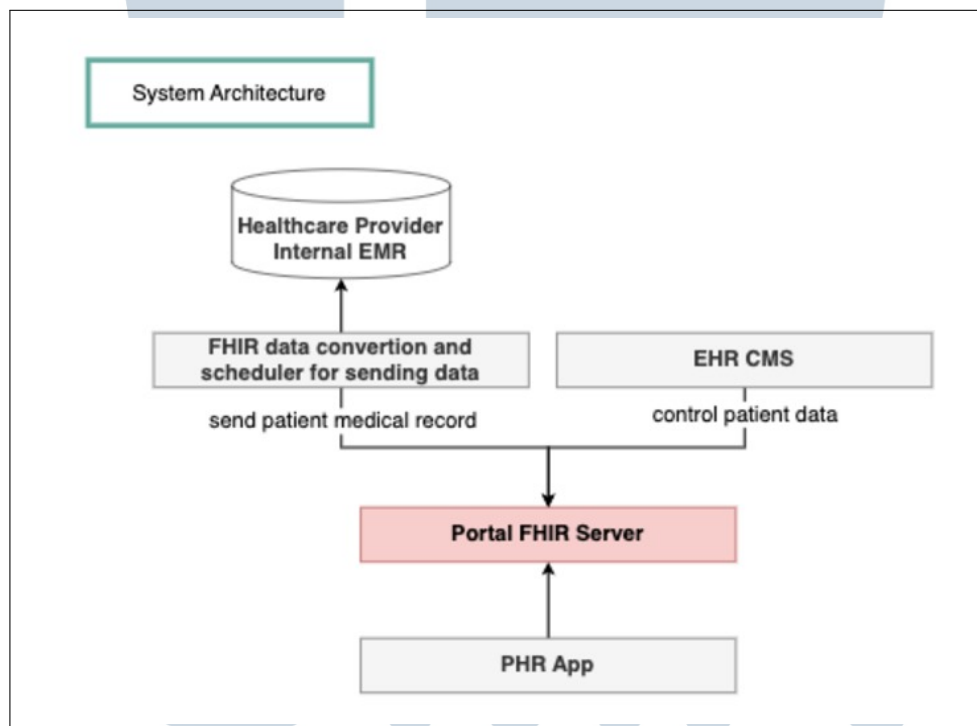 System Architecture
Healthcare Provider
Internal EMR
FHIR data convertion and
scheduler for sending data
EHR CMS
send patient medical record
control patient data
Portal FHIR Server
PHR App